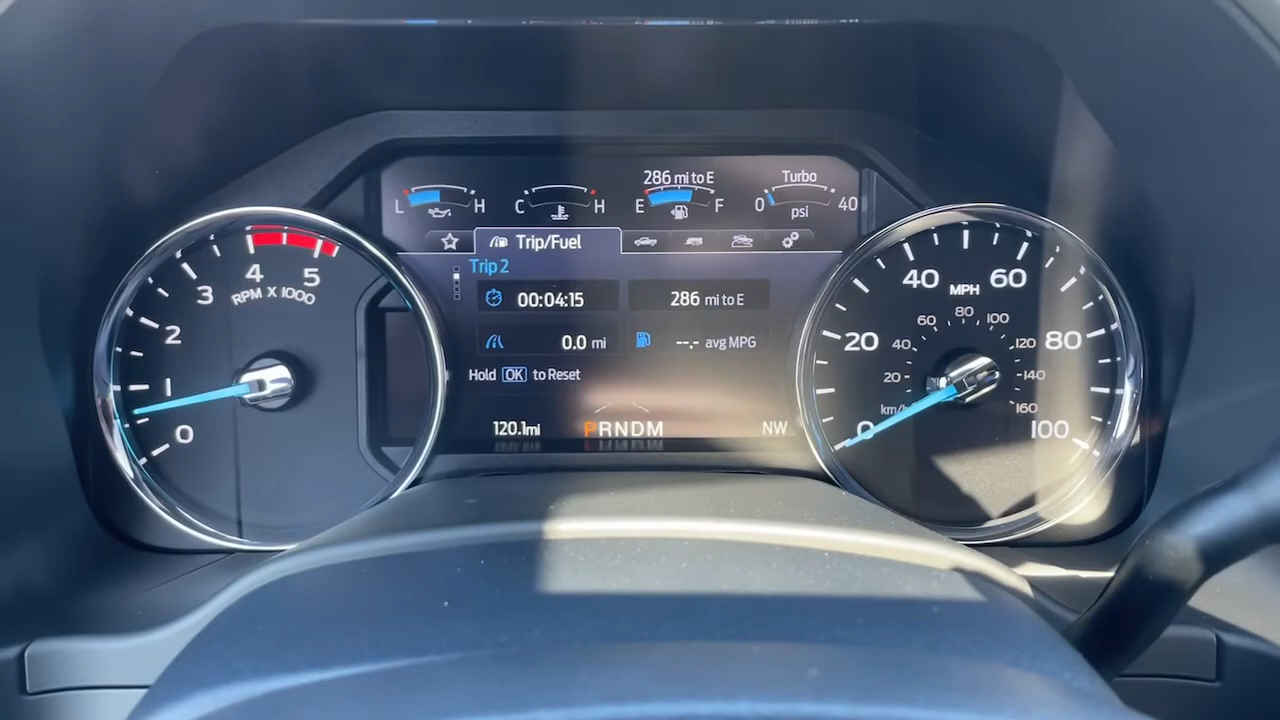 286 mi to E
Turbo
L H C H E F 0 40
psi
Trip/Fuel
Trip 2
00:04:15 286 mi to E
0.0 mi --.- avg MPG
Hold OK to Reset
120.1mi PRNDM NW
0 1 2 3 4 5
RPM X 1000
0 20 40 60 80 100
MPH
20 40 60 80 100 120 140 160
km/h